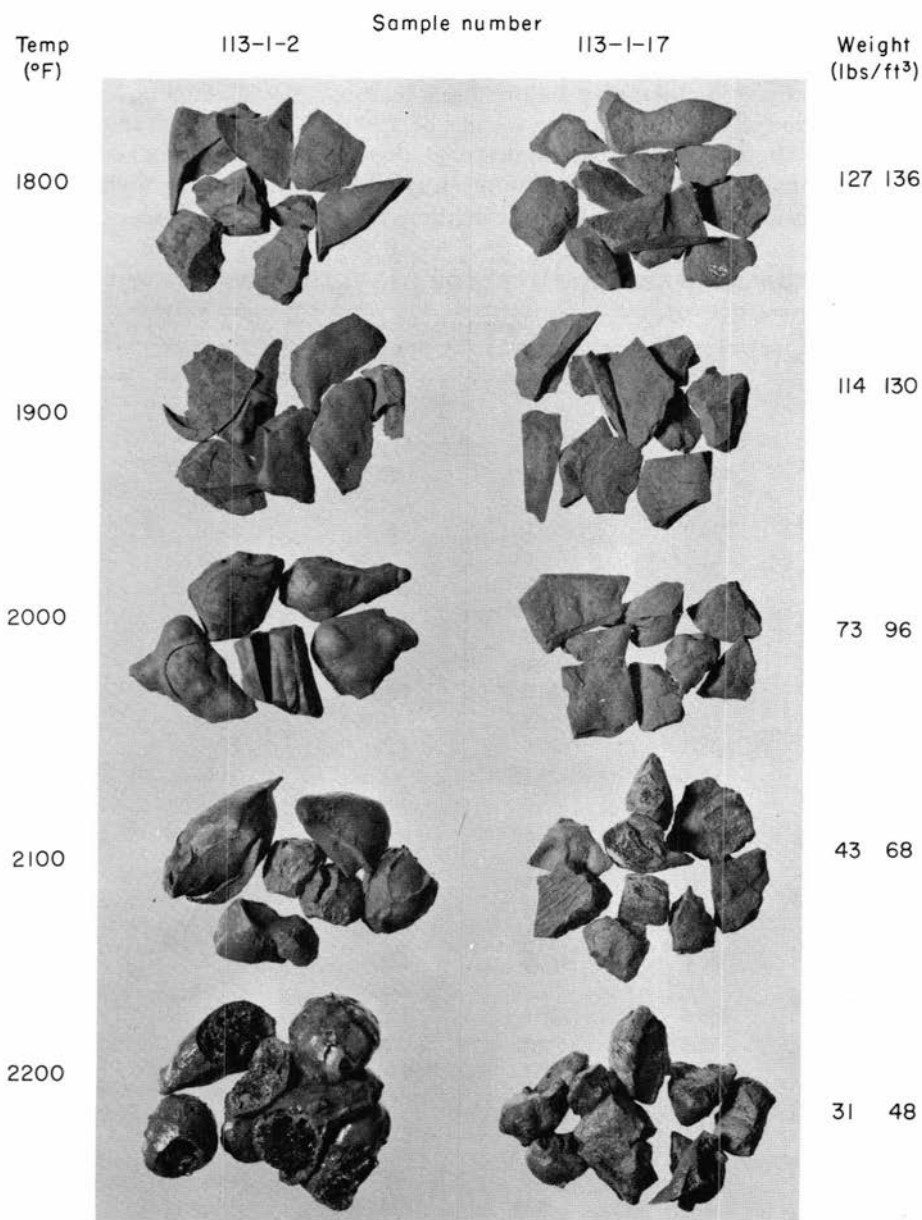 Sample number
Temp 113-1-2 113-1-17 Weight
(°F) (lbs/ft³)
1800 127 136
1900 114 130
2000 73 96
2100 43 68
2200 31 48